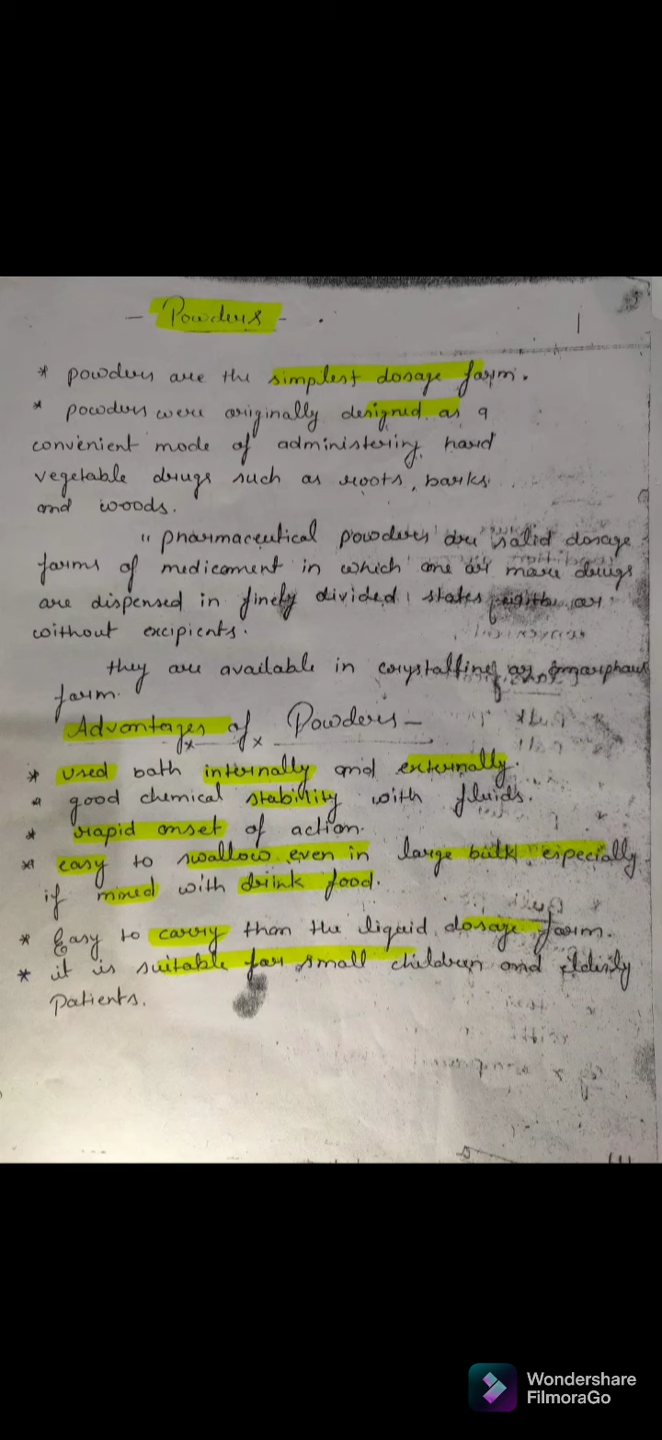 - Powders - .
1
* powders are the simplest dosage form.
* powders were originally designed as a
convenient mode of administering hard
vegetable drugs such as roots, barks
and woods.
" pharmaceutical powders are solid dosage
forms of medicament in which one or more drugs
are dispensed in finely divided states with or
without excipients.
they are available in crystalline or amorphous
form.
Advantages of Powders -
* used both internally and externally.
* good chemical stability with fluids.
* rapid onset of action.
* easy to swallow even in large bulk especially
if mixed with drink food.
* Easy to carry than the liquid dosage form.
* it is suitable for small children and elderly
patients.
Wondershare
FilmoraGo